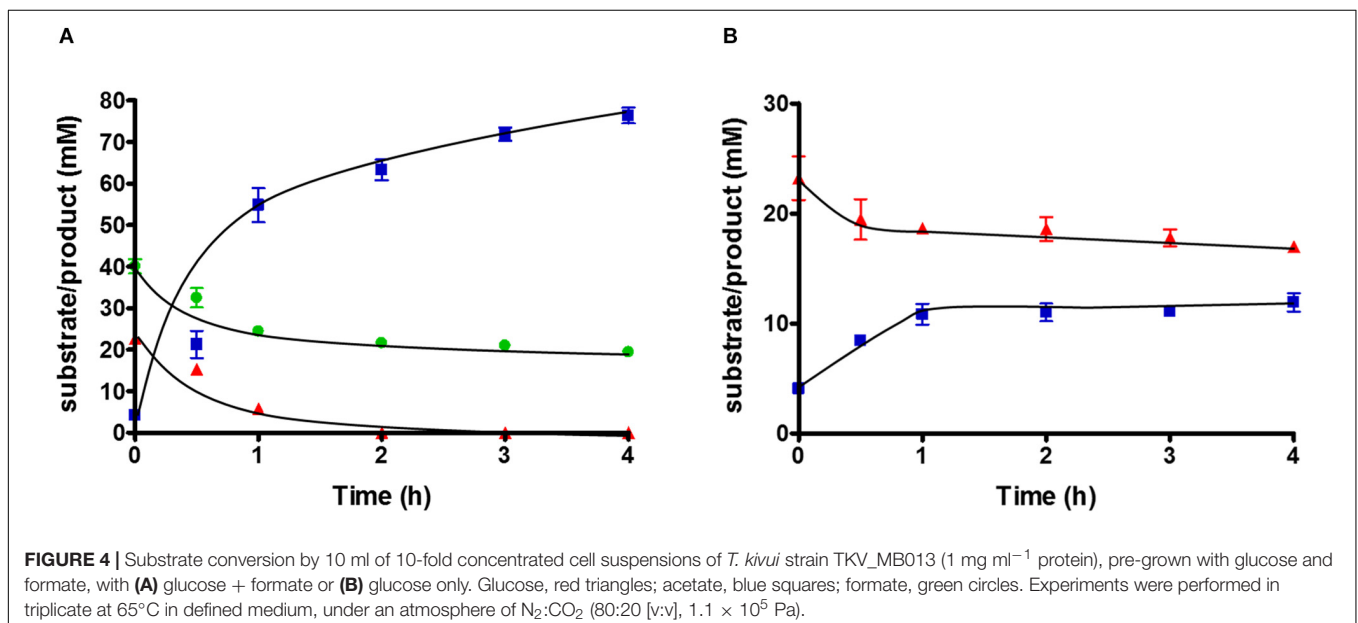 A
substrate/product (mM)
80
70
60
50
40
30
20
10
0
0 1 2 3 4
Time (h)
B
substrate/product (mM)
30
20
10
0
0 1 2 3 4
Time (h)
FIGURE 4 | Substrate conversion by 10 ml of 10-fold concentrated cell suspensions of T. kivui strain TKV_MB013 (1 mg ml⁻¹ protein), pre-grown with glucose and
formate, with (A) glucose + formate or (B) glucose only. Glucose, red triangles; acetate, blue squares; formate, green circles. Experiments were performed in
triplicate at 65°C in defined medium, under an atmosphere of N₂:CO₂ (80:20 [v:v], 1.1 × 10⁵ Pa).